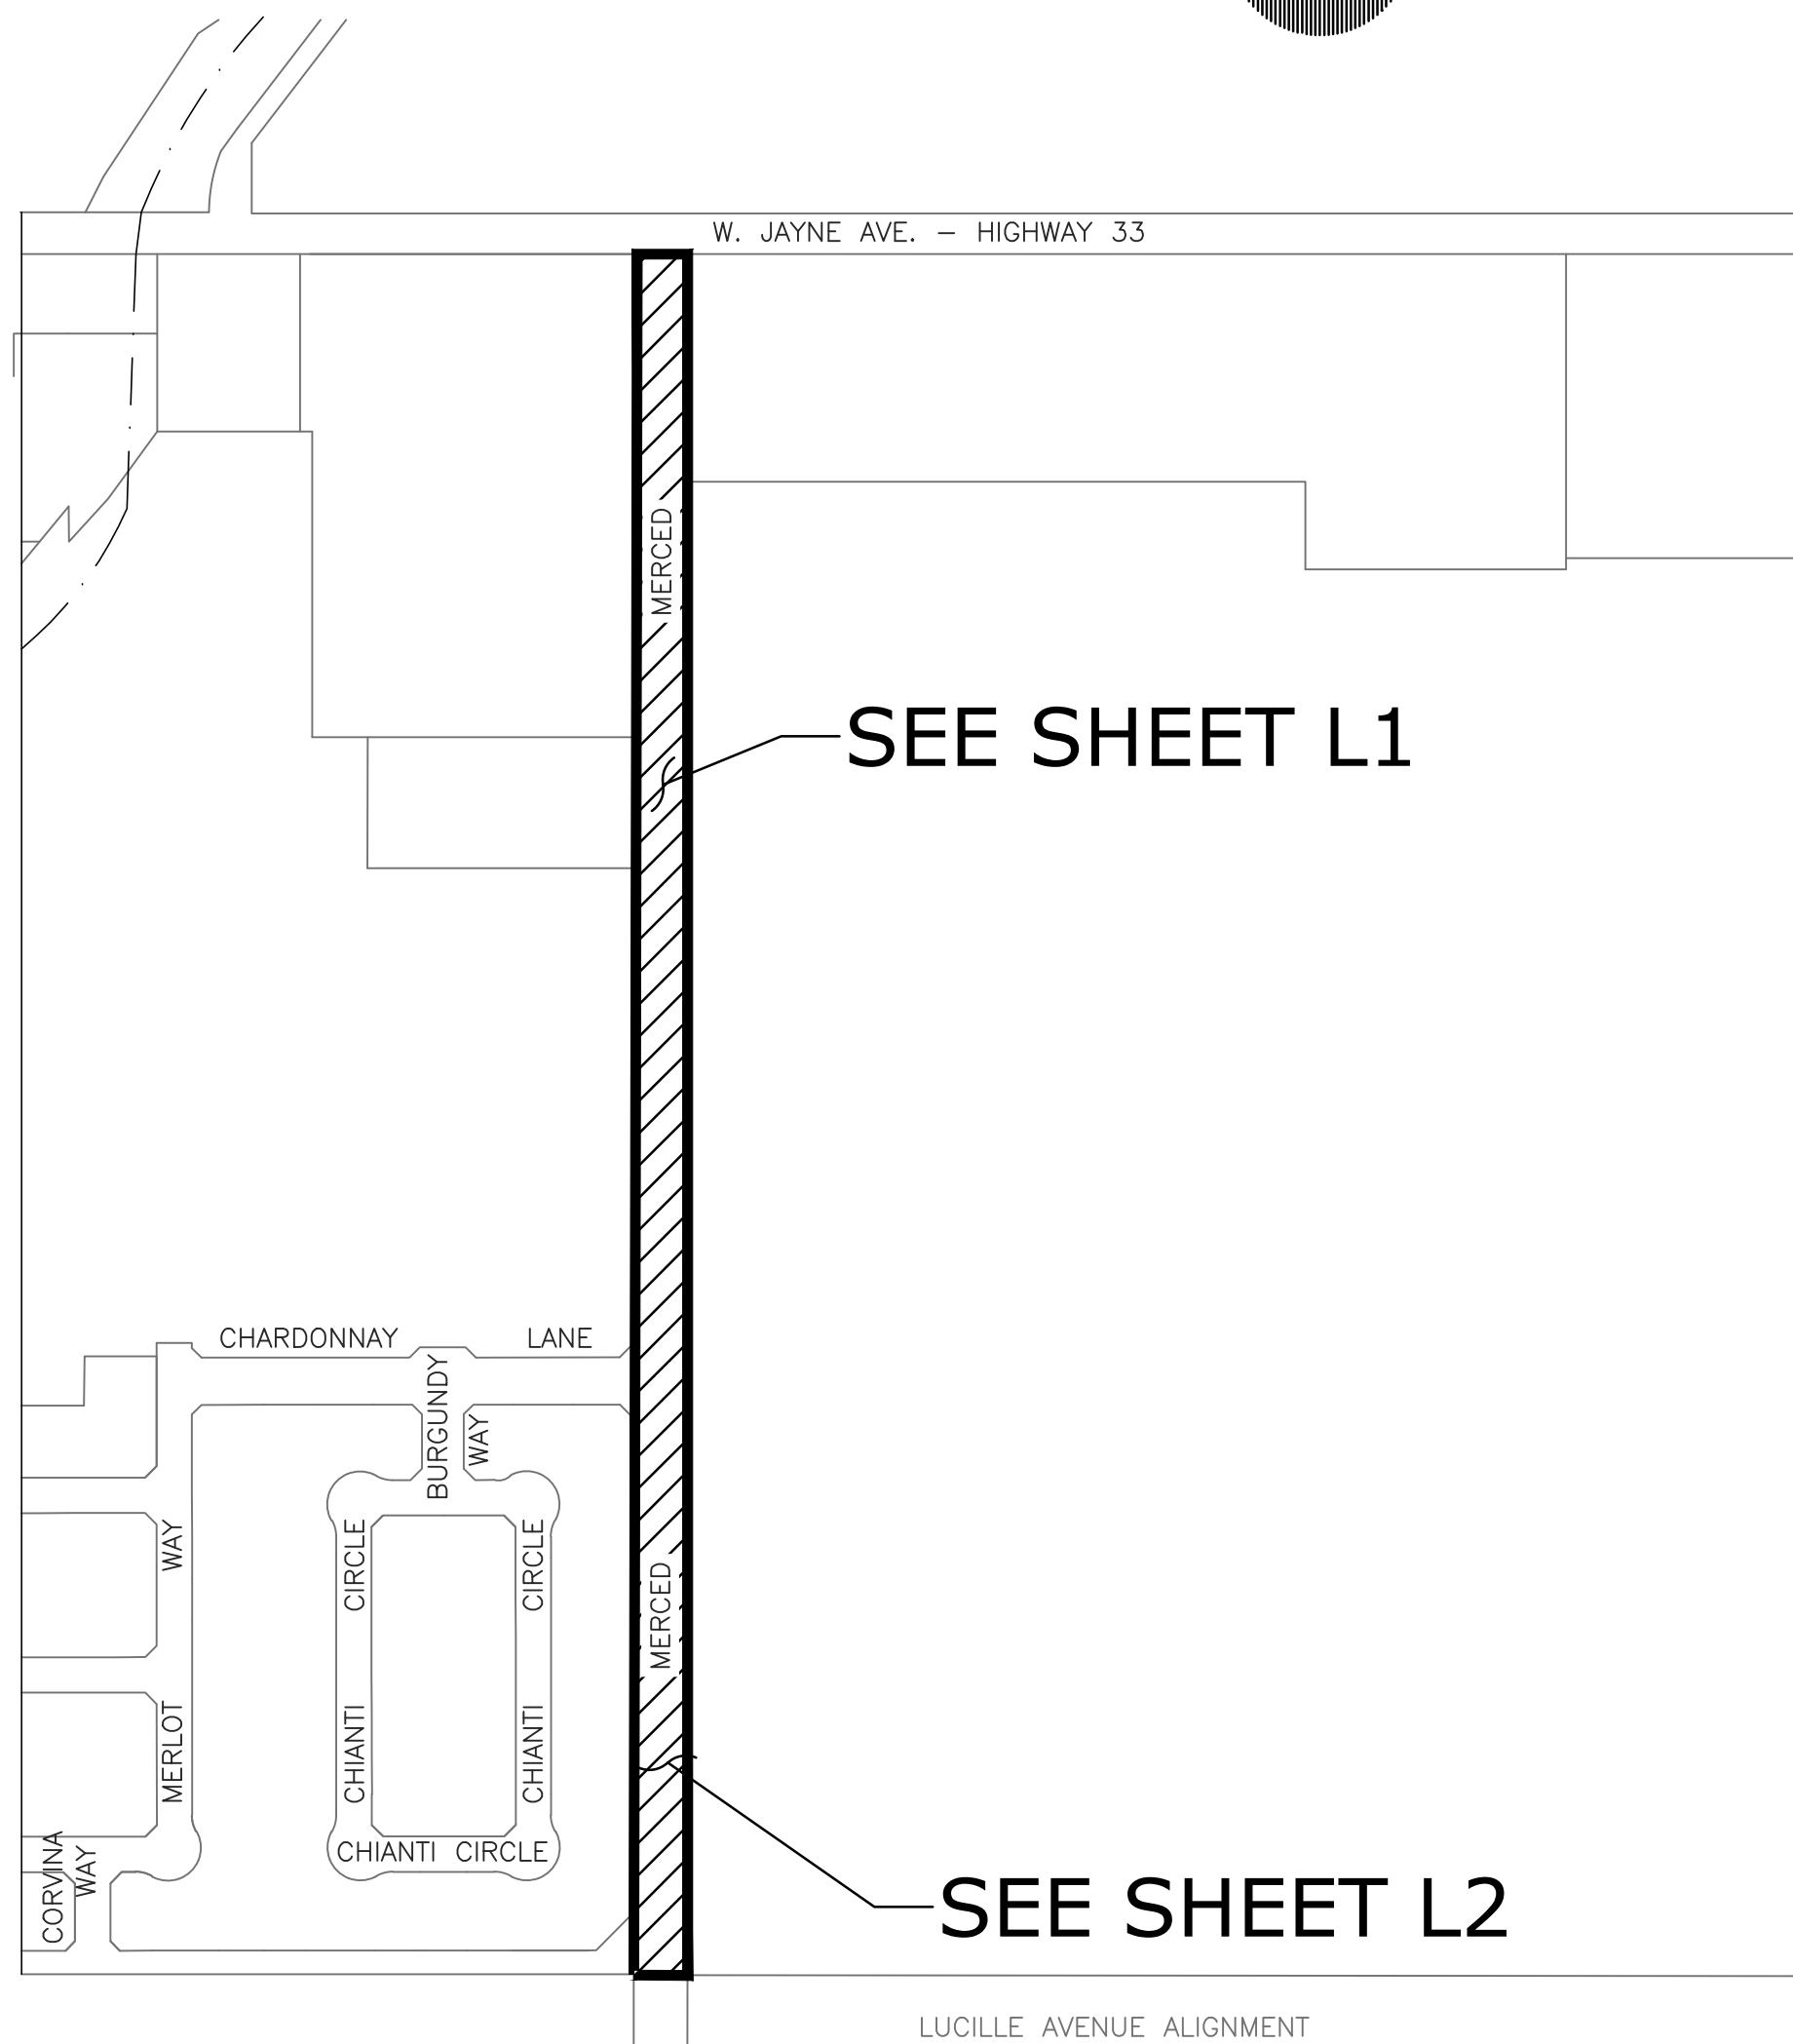 W. JAYNE AVE. – HIGHWAY 33
MERCED
SEE SHEET L1
CHARDONNAY LANE
BURGUNDY
WAY
WAY
CIRCLE
CIRCLE
MERCED
MERLOT
CHIANTI
CHIANTI
CHIANTI CIRCLE
CORVINA
WAY
SEE SHEET L2
LUCILLE AVENUE ALIGNMENT